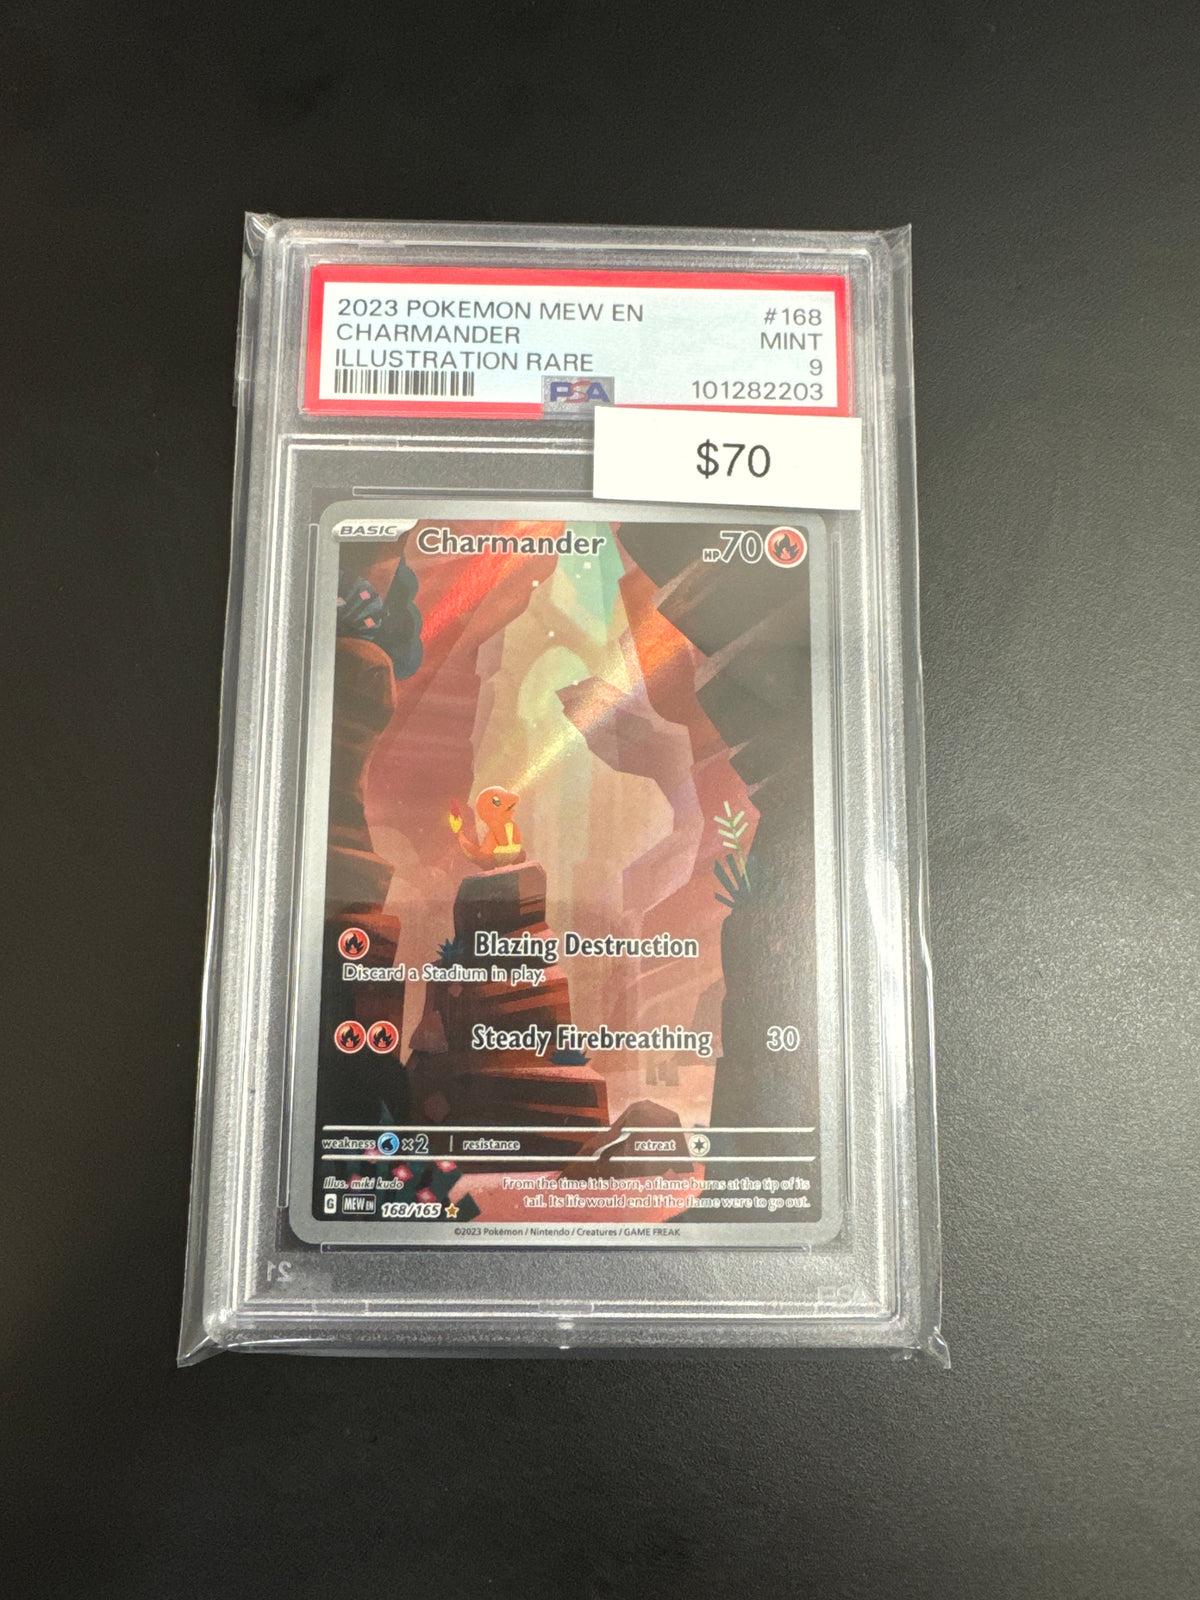 2023 POKEMON MEW EN #168
CHARMANDER MINT
ILLUSTRATION RARE 9
PSA 101282203
$70
BASIC Charmander HP70
Blazing Destruction
Discard a Stadium in play.
Steady Firebreathing 30
weakness ×2 resistance retreat
Illus. miki kudo
From the time it is born, a flame burns at the tip of its
tail. Its life would end if the flame were to go out.
G MEW EN 168/165
©2023 Pokémon / Nintendo / Creatures / GAME FREAK